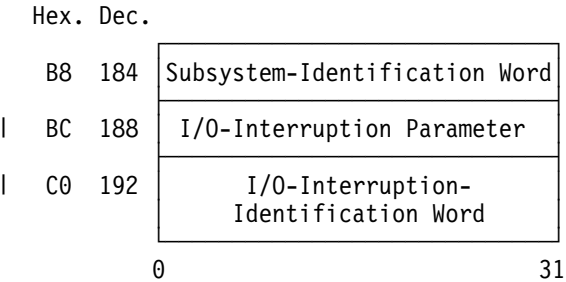 Hex. Dec.
B8 184 Subsystem-Identification Word
| BC 188 I/O-Interruption Parameter
| C0 192 I/O-Interruption-
Identification Word
0 31